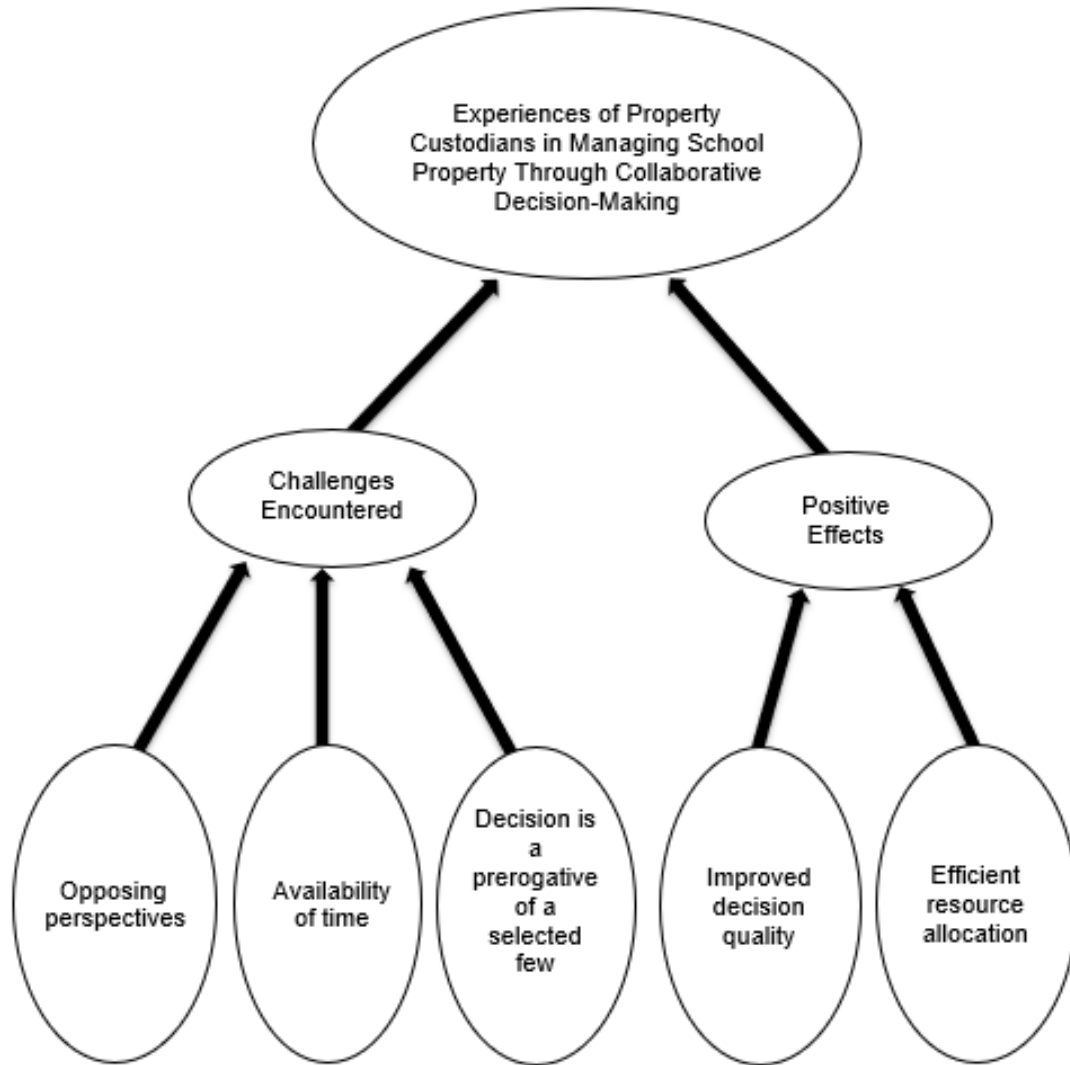 Experiences of Property
Custodians in Managing School
Property Through Collaborative
Decision-Making
Challenges
Encountered
Positive
Effects
Opposing
perspectives
Availability
of time
Decision is
a
prerogative
of a
selected
few
Improved
decision
quality
Efficient
resource
allocation